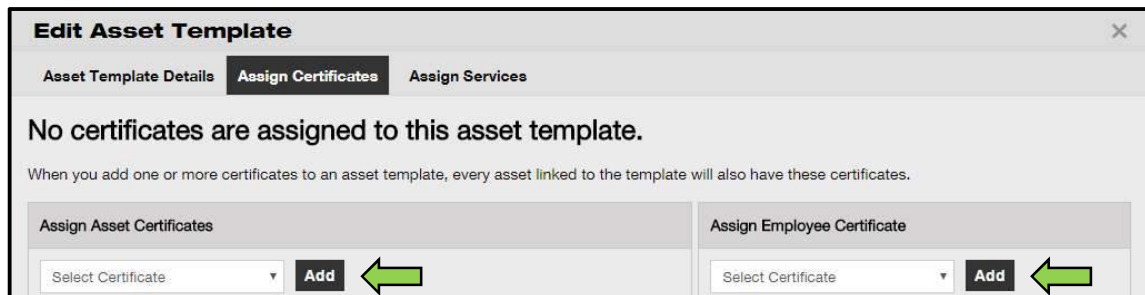 Edit Asset Template
Asset Template Details Assign Certificates Assign Services
No certificates are assigned to this asset template.
When you add one or more certificates to an asset template, every asset linked to the template will also have these certificates.
Assign Asset Certificates
Select Certificate Add
Assign Employee Certificate
Select Certificate Add